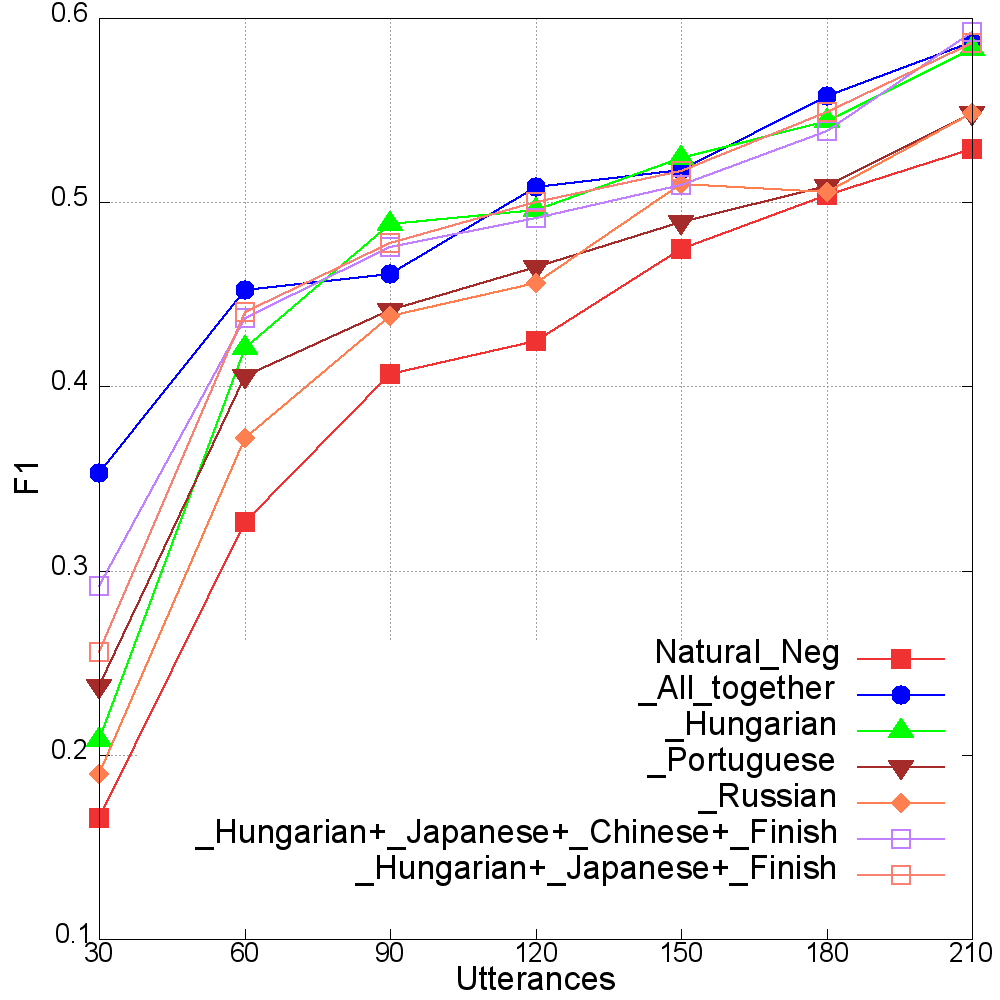 0.6
0.5
0.4
0.3
0.2
0.1
F1
30 60 90 120 150 180 210
Utterances
Natural_Neg
_All_together
_Hungarian
_Portuguese
_Russian
_Hungarian+_Japanese+_Chinese+_Finish
_Hungarian+_Japanese+_Finish